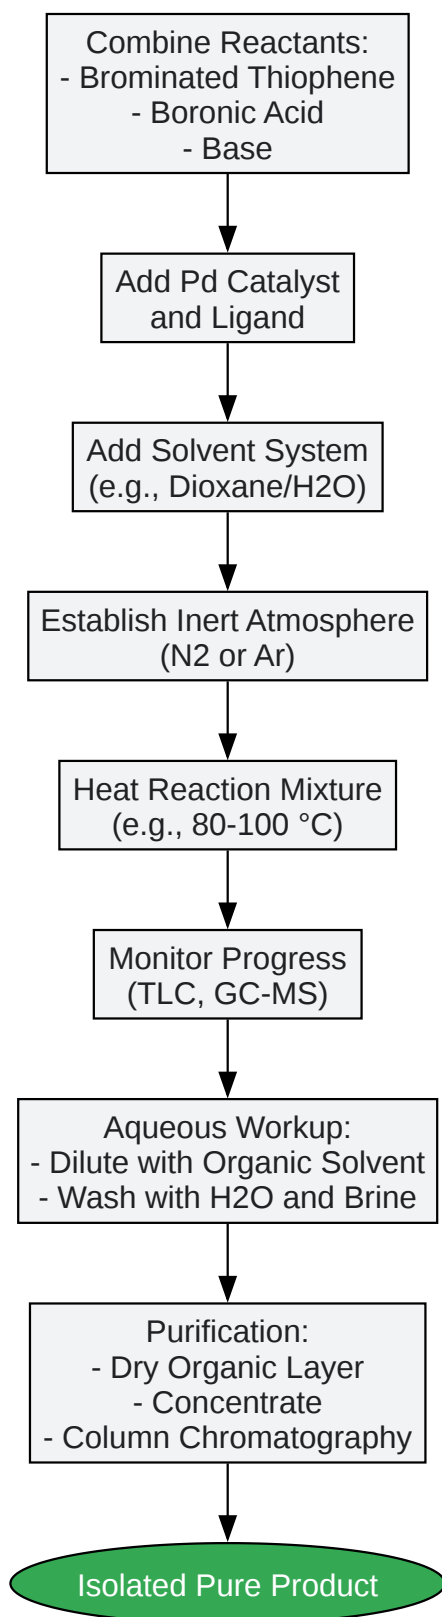 Combine Reactants:
- Brominated Thiophene
- Boronic Acid
- Base
Add Pd Catalyst
and Ligand
Add Solvent System
(e.g., Dioxane/H2O)
Establish Inert Atmosphere
(N2 or Ar)
Heat Reaction Mixture
(e.g., 80-100 °C)
Monitor Progress
(TLC, GC-MS)
Aqueous Workup:
- Dilute with Organic Solvent
- Wash with H2O and Brine
Purification:
- Dry Organic Layer
- Concentrate
- Column Chromatography
Isolated Pure Product